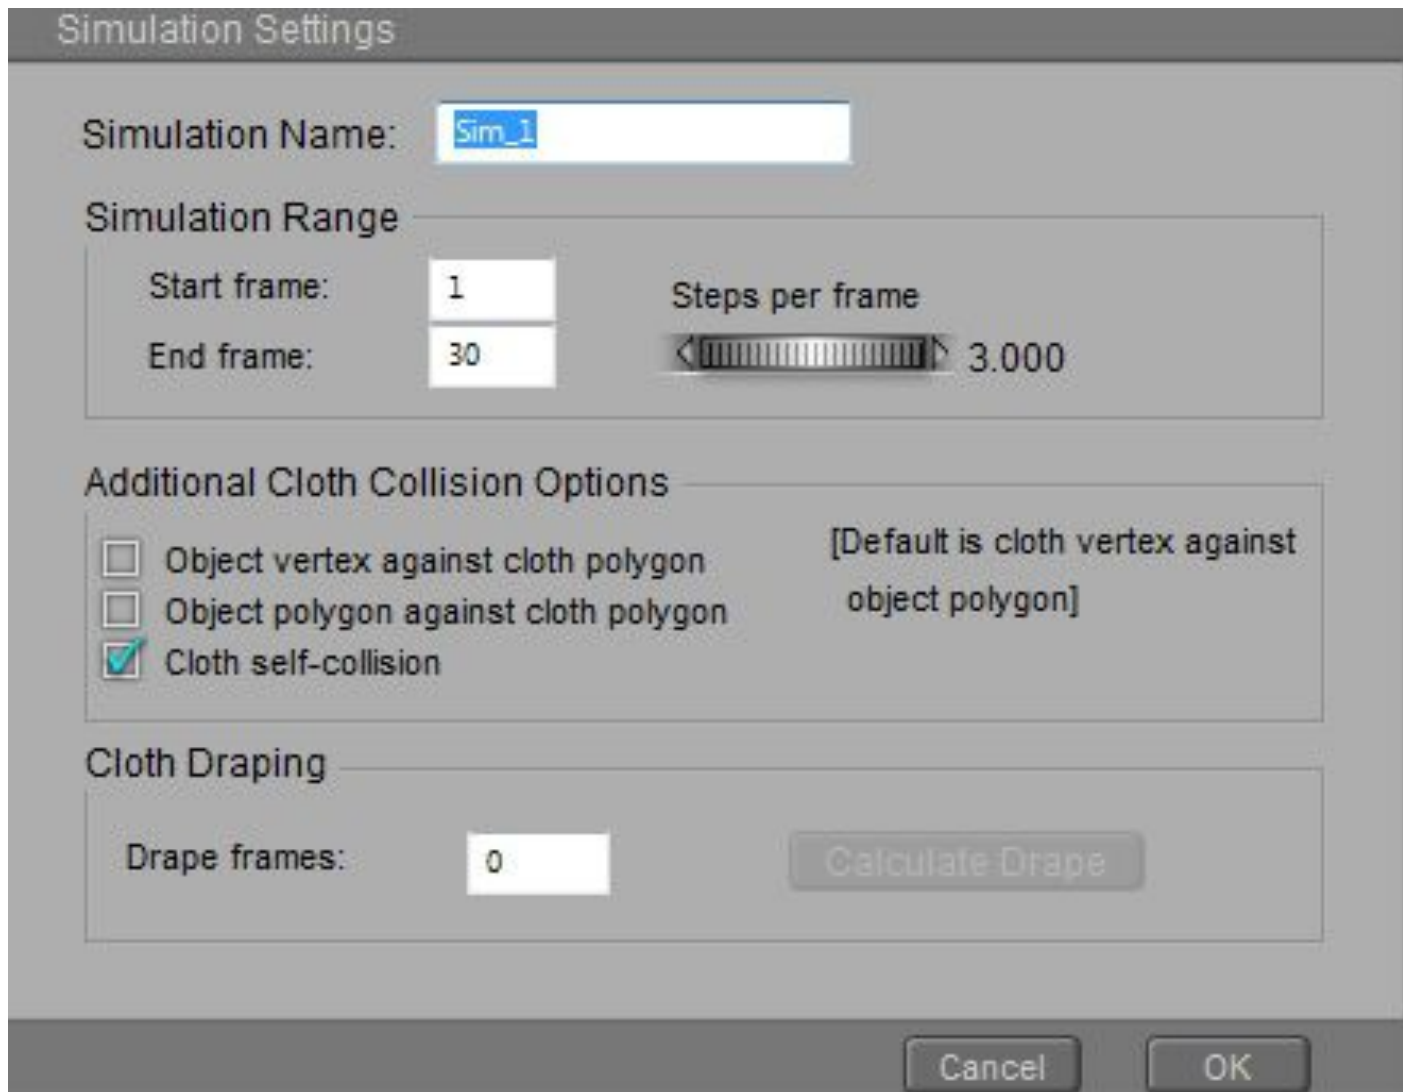 Simulation Settings
Simulation Name: Sim_1
Simulation Range
Start frame: 1
Steps per frame
End frame: 30
3.000
Additional Cloth Collision Options
Object vertex against cloth polygon
[Default is cloth vertex against
Object polygon against cloth polygon
object polygon]
Cloth self-collision
Cloth Draping
Drape frames: 0
Calculate Drape
Cancel
OK